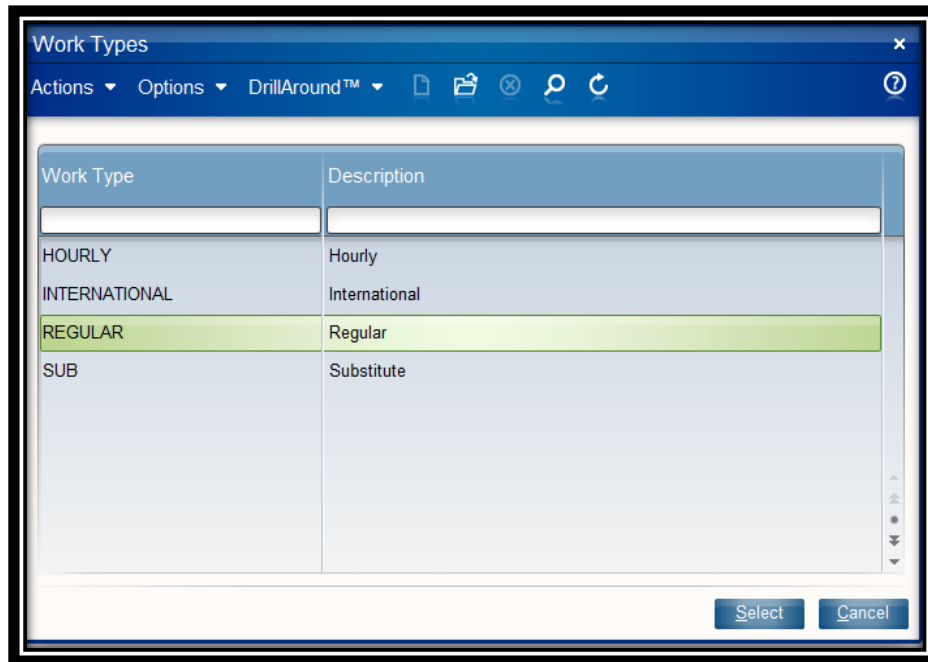 Work Types
Actions Options DrillAround™
Work Type Description
HOURLY Hourly
INTERNATIONAL International
REGULAR Regular
SUB Substitute
Select Cancel